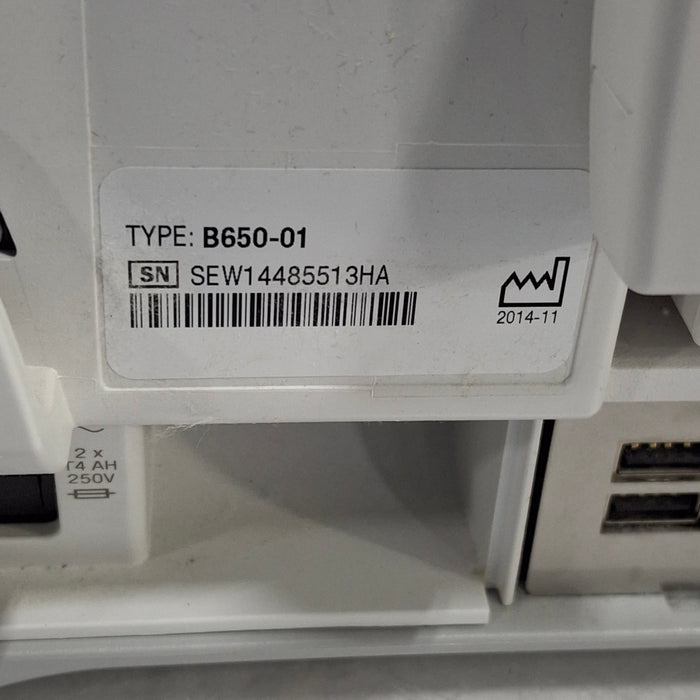 TYPE: B650-01
SN SEW14485513HA
2014-11
2 x
T4 AH
250V